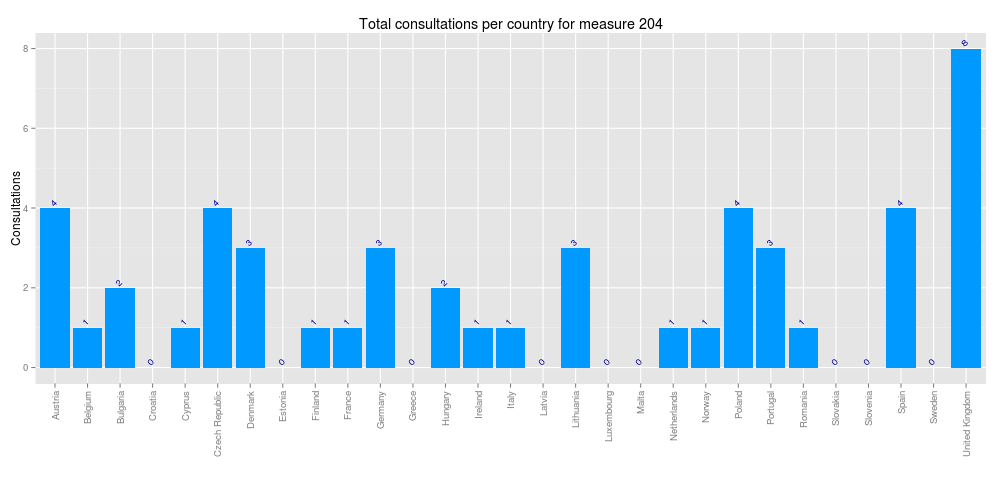 Total consultations per country for measure 204
Consultations
8
6
4
2
0
4
1
2
0
1
4
3
0
1
1
3
0
2
1
1
0
3
0
0
1
1
4
3
1
0
0
4
0
8
Austria
Belgium
Bulgaria
Croatia
Cyprus
Czech Republic
Denmark
Estonia
Finland
France
Germany
Greece
Hungary
Ireland
Italy
Latvia
Lithuania
Luxembourg
Malta
Netherlands
Norway
Poland
Portugal
Romania
Slovakia
Slovenia
Spain
Sweden
United Kingdom